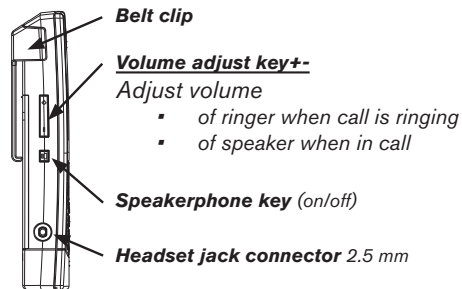 Belt clip
Volume adjust key+-
Adjust volume
▪ of ringer when call is ringing
▪ of speaker when in call
Speakerphone key (on/off)
Headset jack connector 2.5 mm